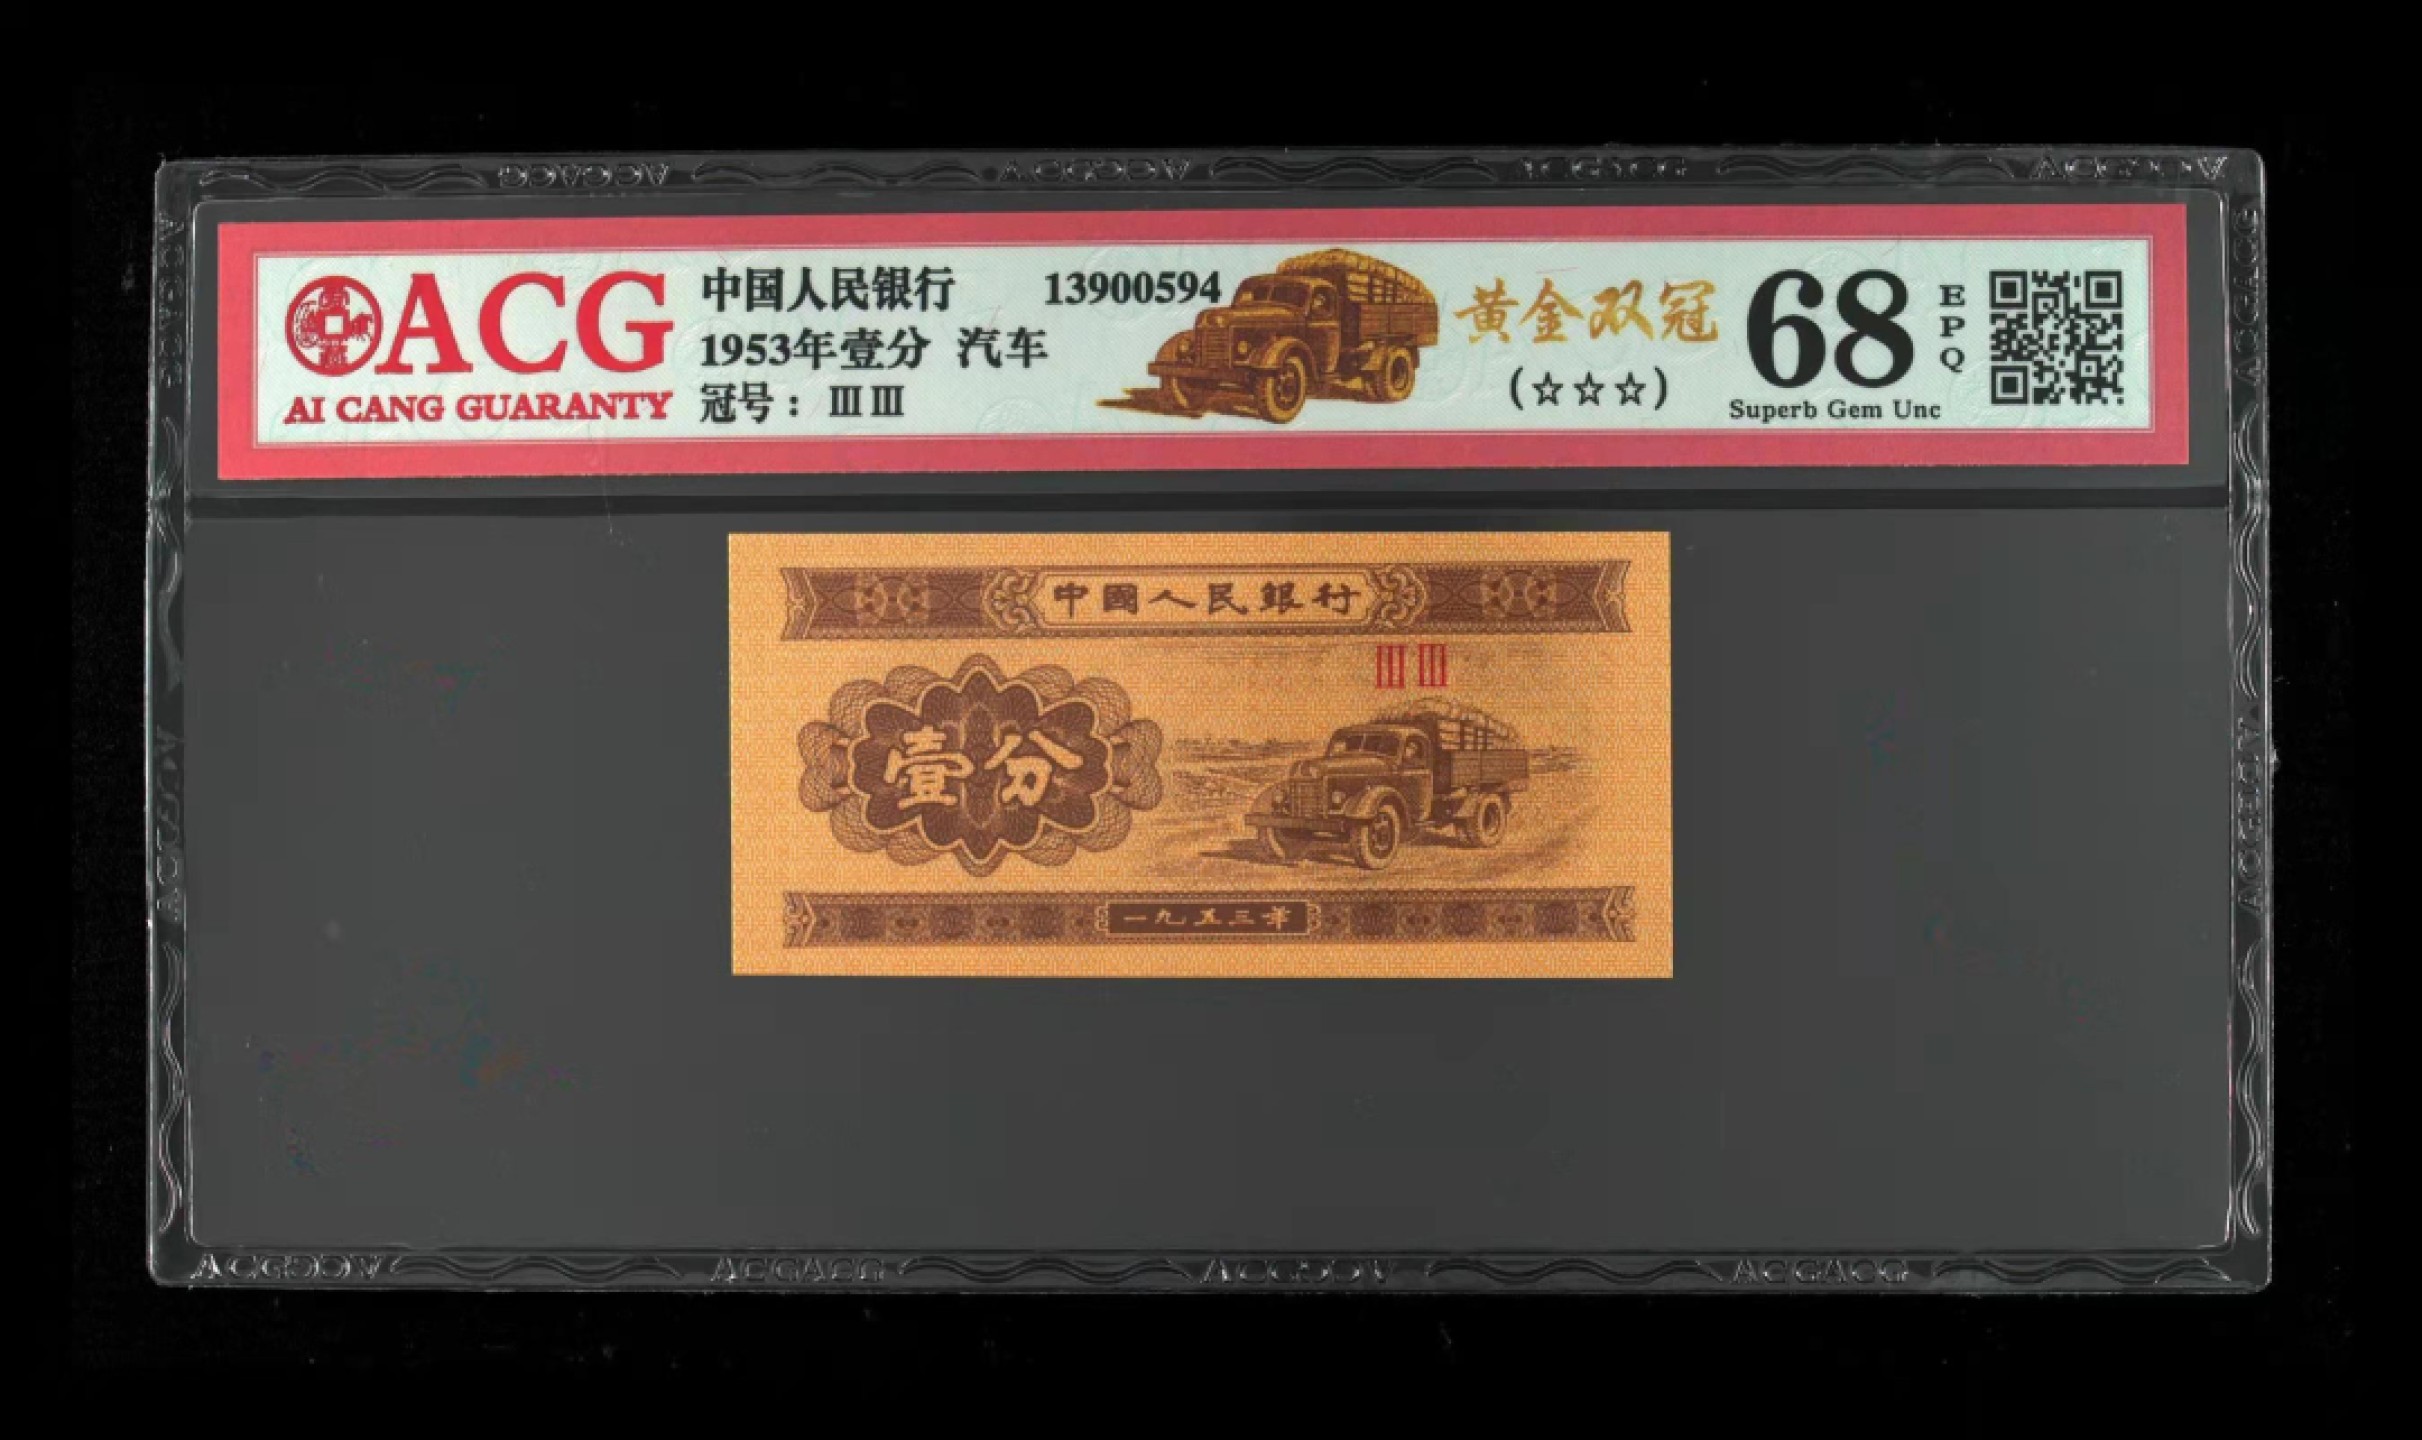 ACG
AI CANG GUARANTY
中国人民银行 13900594
1953年壹分 汽车
冠号：ⅢⅢ
黄金双冠
(☆☆☆)
68
EPQ
Superb Gem Unc
中國人民銀行
ⅢⅢ
壹分
一九五三年
ACGACG
ACGACG